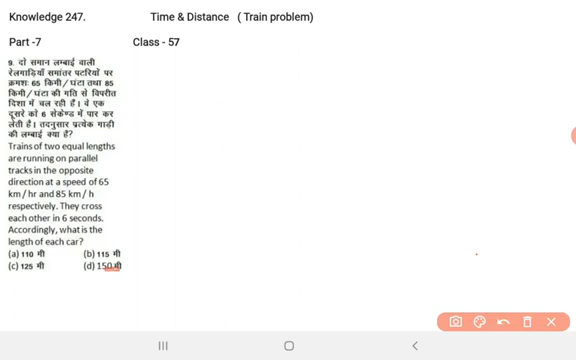 Knowledge 247. Time & Distance ( Train problem)
Part -7 Class - 57
9. दो समान लम्बाई वाली
रेलगाड़ियाँ समांतर पटरियों पर
क्रमशः 65 किमी/घंटा तथा 85
किमी/घंटा की गति से विपरीत
दिशा में चल रही हैं। वे एक
दूसरे को 6 सेकेण्ड में पार कर
लेती है। तदनुसार प्रत्येक गाड़ी
की लम्बाई क्या है?
Trains of two equal lengths
are running on parallel
tracks in the opposite
direction at a speed of 65
km/hr and 85 km/h
respectively. They cross
each other in 6 seconds.
Accordingly, what is the
length of each car?
(a) 110 मी (b) 115 मी
(c) 125 मी (d) 150 मी